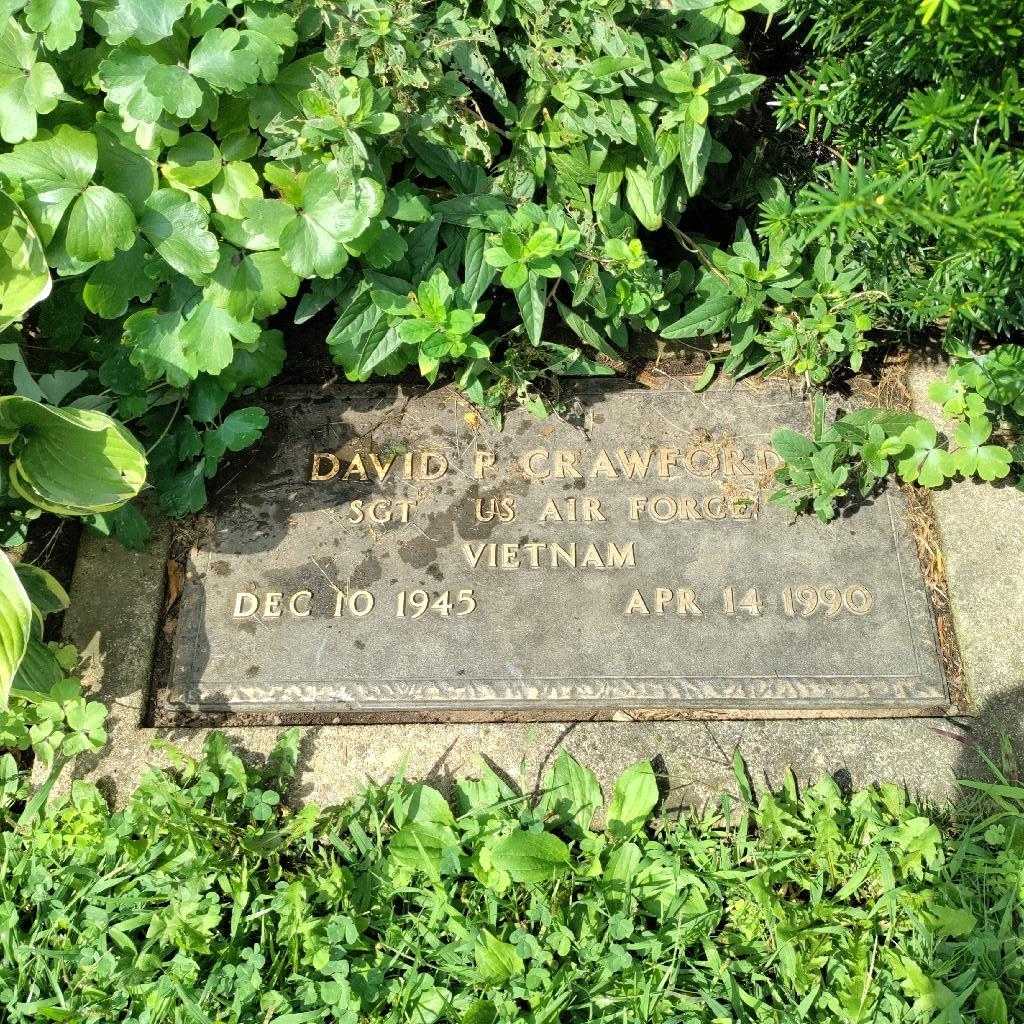 DAVID P CRAWFORD
SGT US AIR FORCE
VIETNAM
DEC 10 1945 APR 14 1990